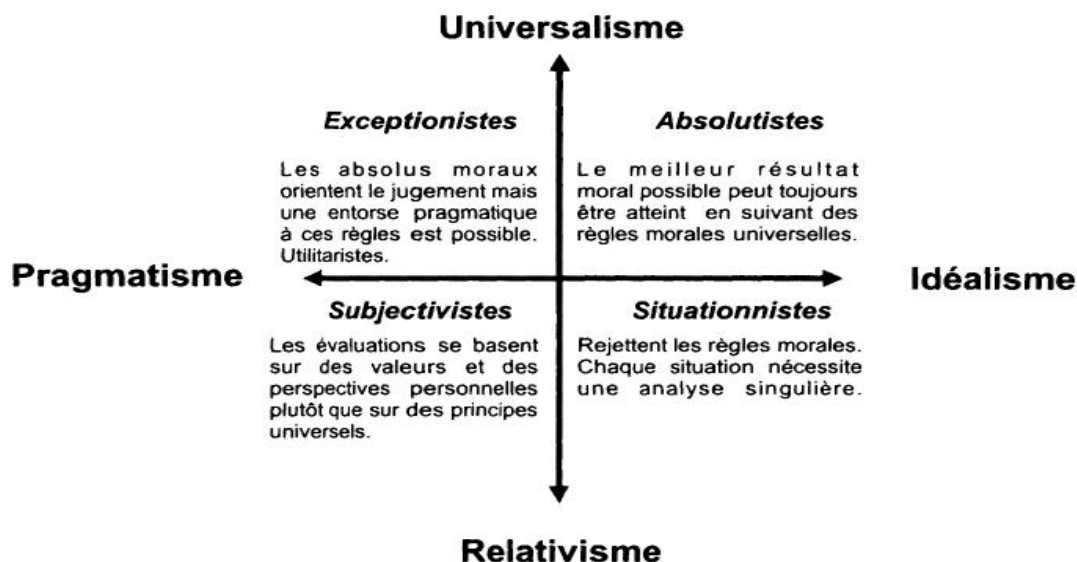 Universalisme
Exceptionistes
Les absolus moraux
orientent le jugement mais
une entorse pragmatique
à ces règles est possible.
Utilitaristes.
Absolutistes
Le meilleur résultat
moral possible peut toujours
être atteint en suivant des
règles morales universelles.
Pragmatisme
Idéalisme
Subjectivistes
Les évaluations se basent
sur des valeurs et des
perspectives personnelles
plutôt que sur des principes
universels.
Situationnistes
Rejettent les règles morales.
Chaque situation nécessite
une analyse singulière.
Relativisme